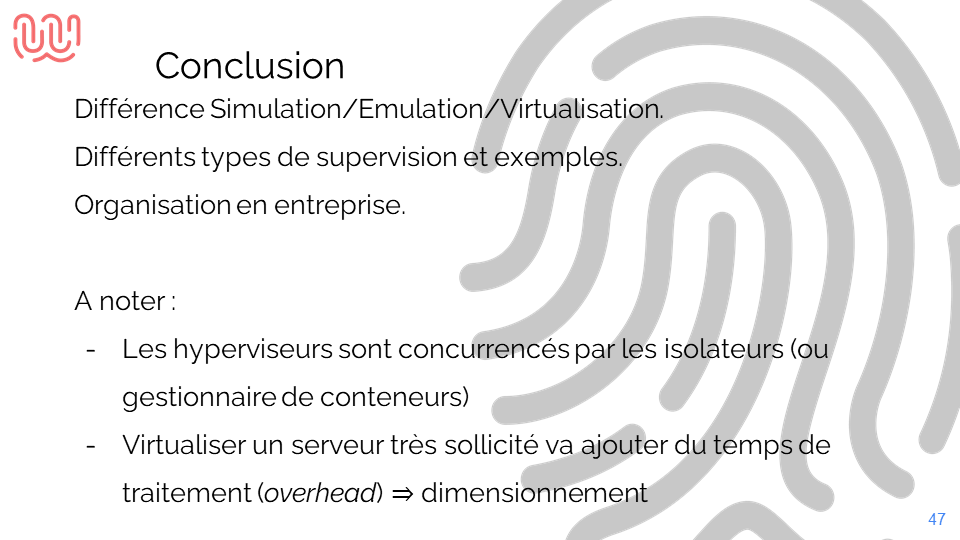 Conclusion
Différence Simulation/Emulation/Virtualisation.
Différents types de supervision et exemples.
Organisation en entreprise.
A noter :
- Les hyperviseurs sont concurrencés par les isolateurs (ou
gestionnaire de conteneurs)
- Virtualiser un serveur très sollicité va ajouter du temps de
traitement (overhead) ⇒ dimensionnement
47